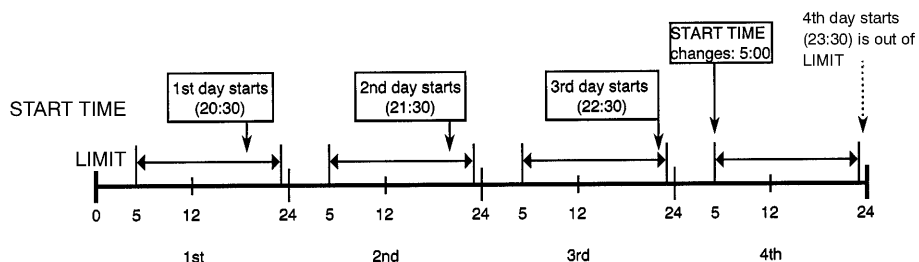 START TIME
changes: 5:00
4th day starts
(23:30) is out of
LIMIT
1st day starts
(20:30)
2nd day starts
(21:30)
3rd day starts
(22:30)
START TIME
LIMIT
0 5 12 24 5 12 24 5 12 24 5 12 24
1st 2nd 3rd 4th